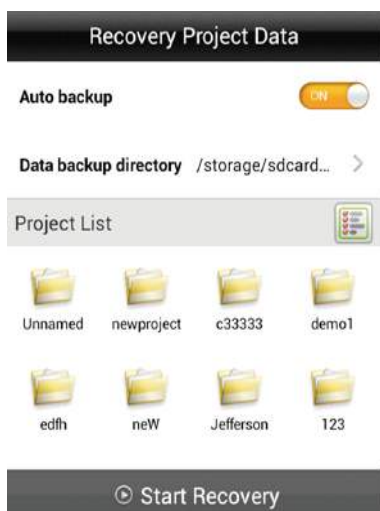 Recovery Project Data
Auto backup ON
Data backup directory /storage/sdcard...
Project List
Unnamed newproject c33333 demo1
edfh neW Jefferson 123
Start Recovery